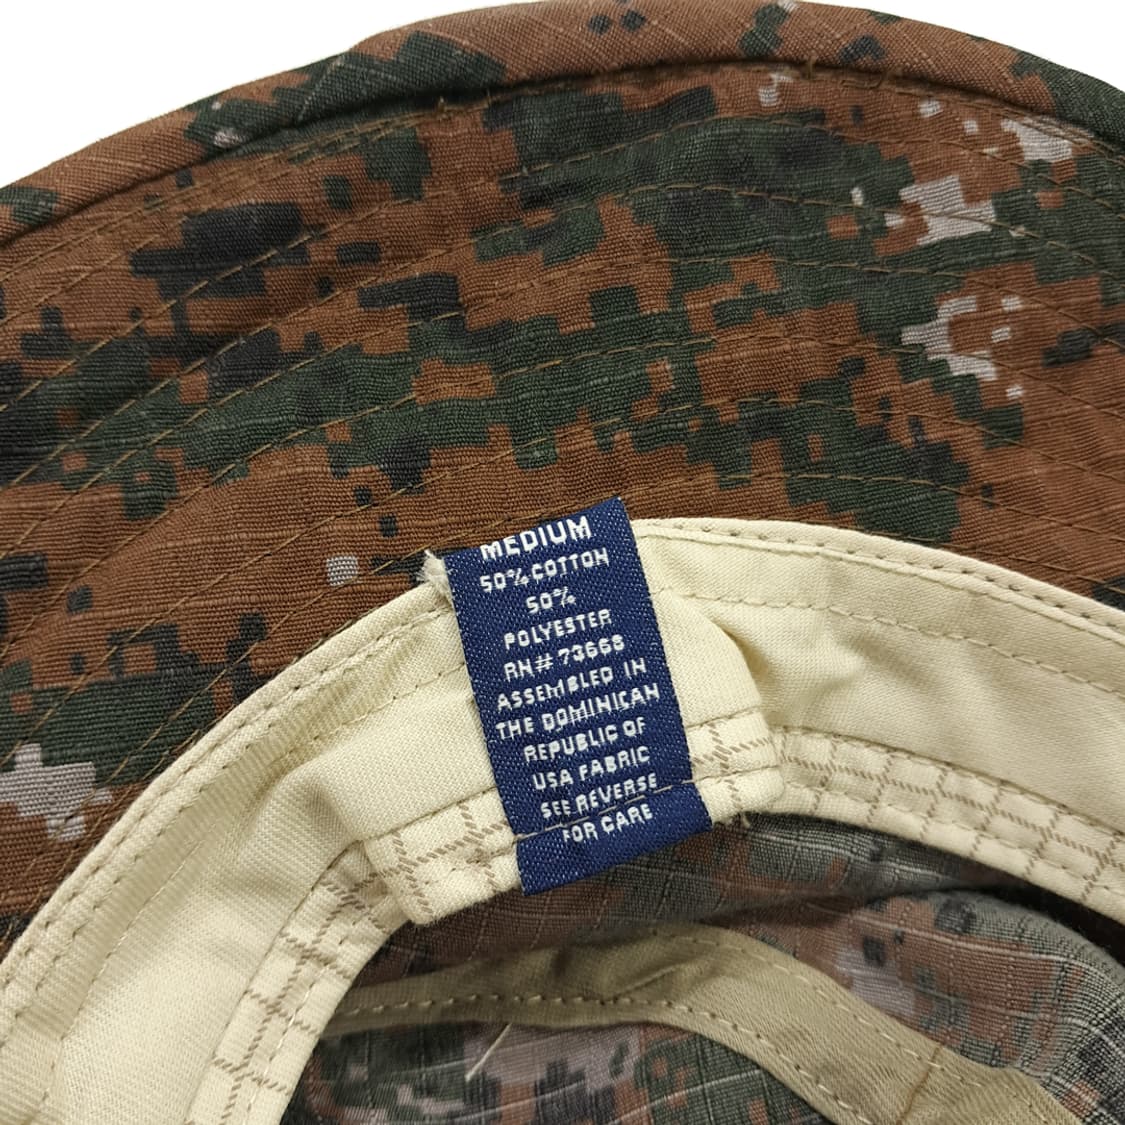 MEDIUM
50% COTTON
50%
POLYESTER
RN# 73668
ASSEMBLED IN
THE DOMINICAN
REPUBLIC OF
USA FABRIC
SEE REVERSE
FOR CARE